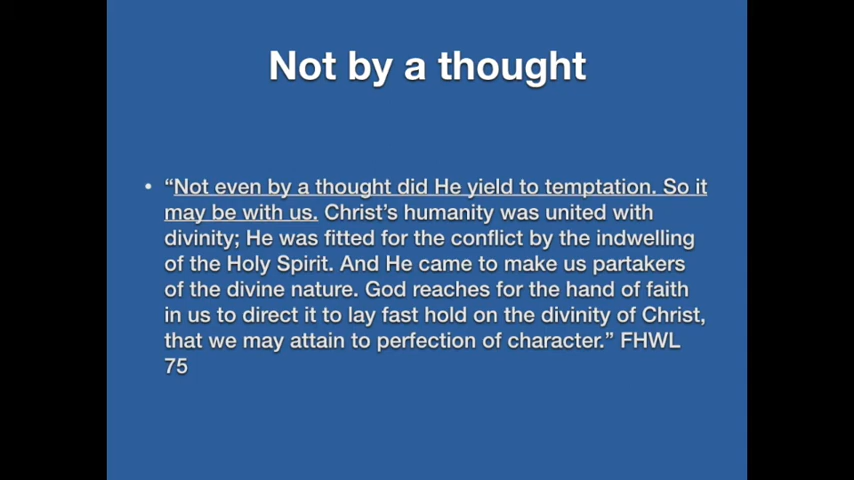 Not by a thought
• “Not even by a thought did He yield to temptation. So it
may be with us. Christ’s humanity was united with
divinity; He was fitted for the conflict by the indwelling
of the Holy Spirit. And He came to make us partakers
of the divine nature. God reaches for the hand of faith
in us to direct it to lay fast hold on the divinity of Christ,
that we may attain to perfection of character.” FHWL
75